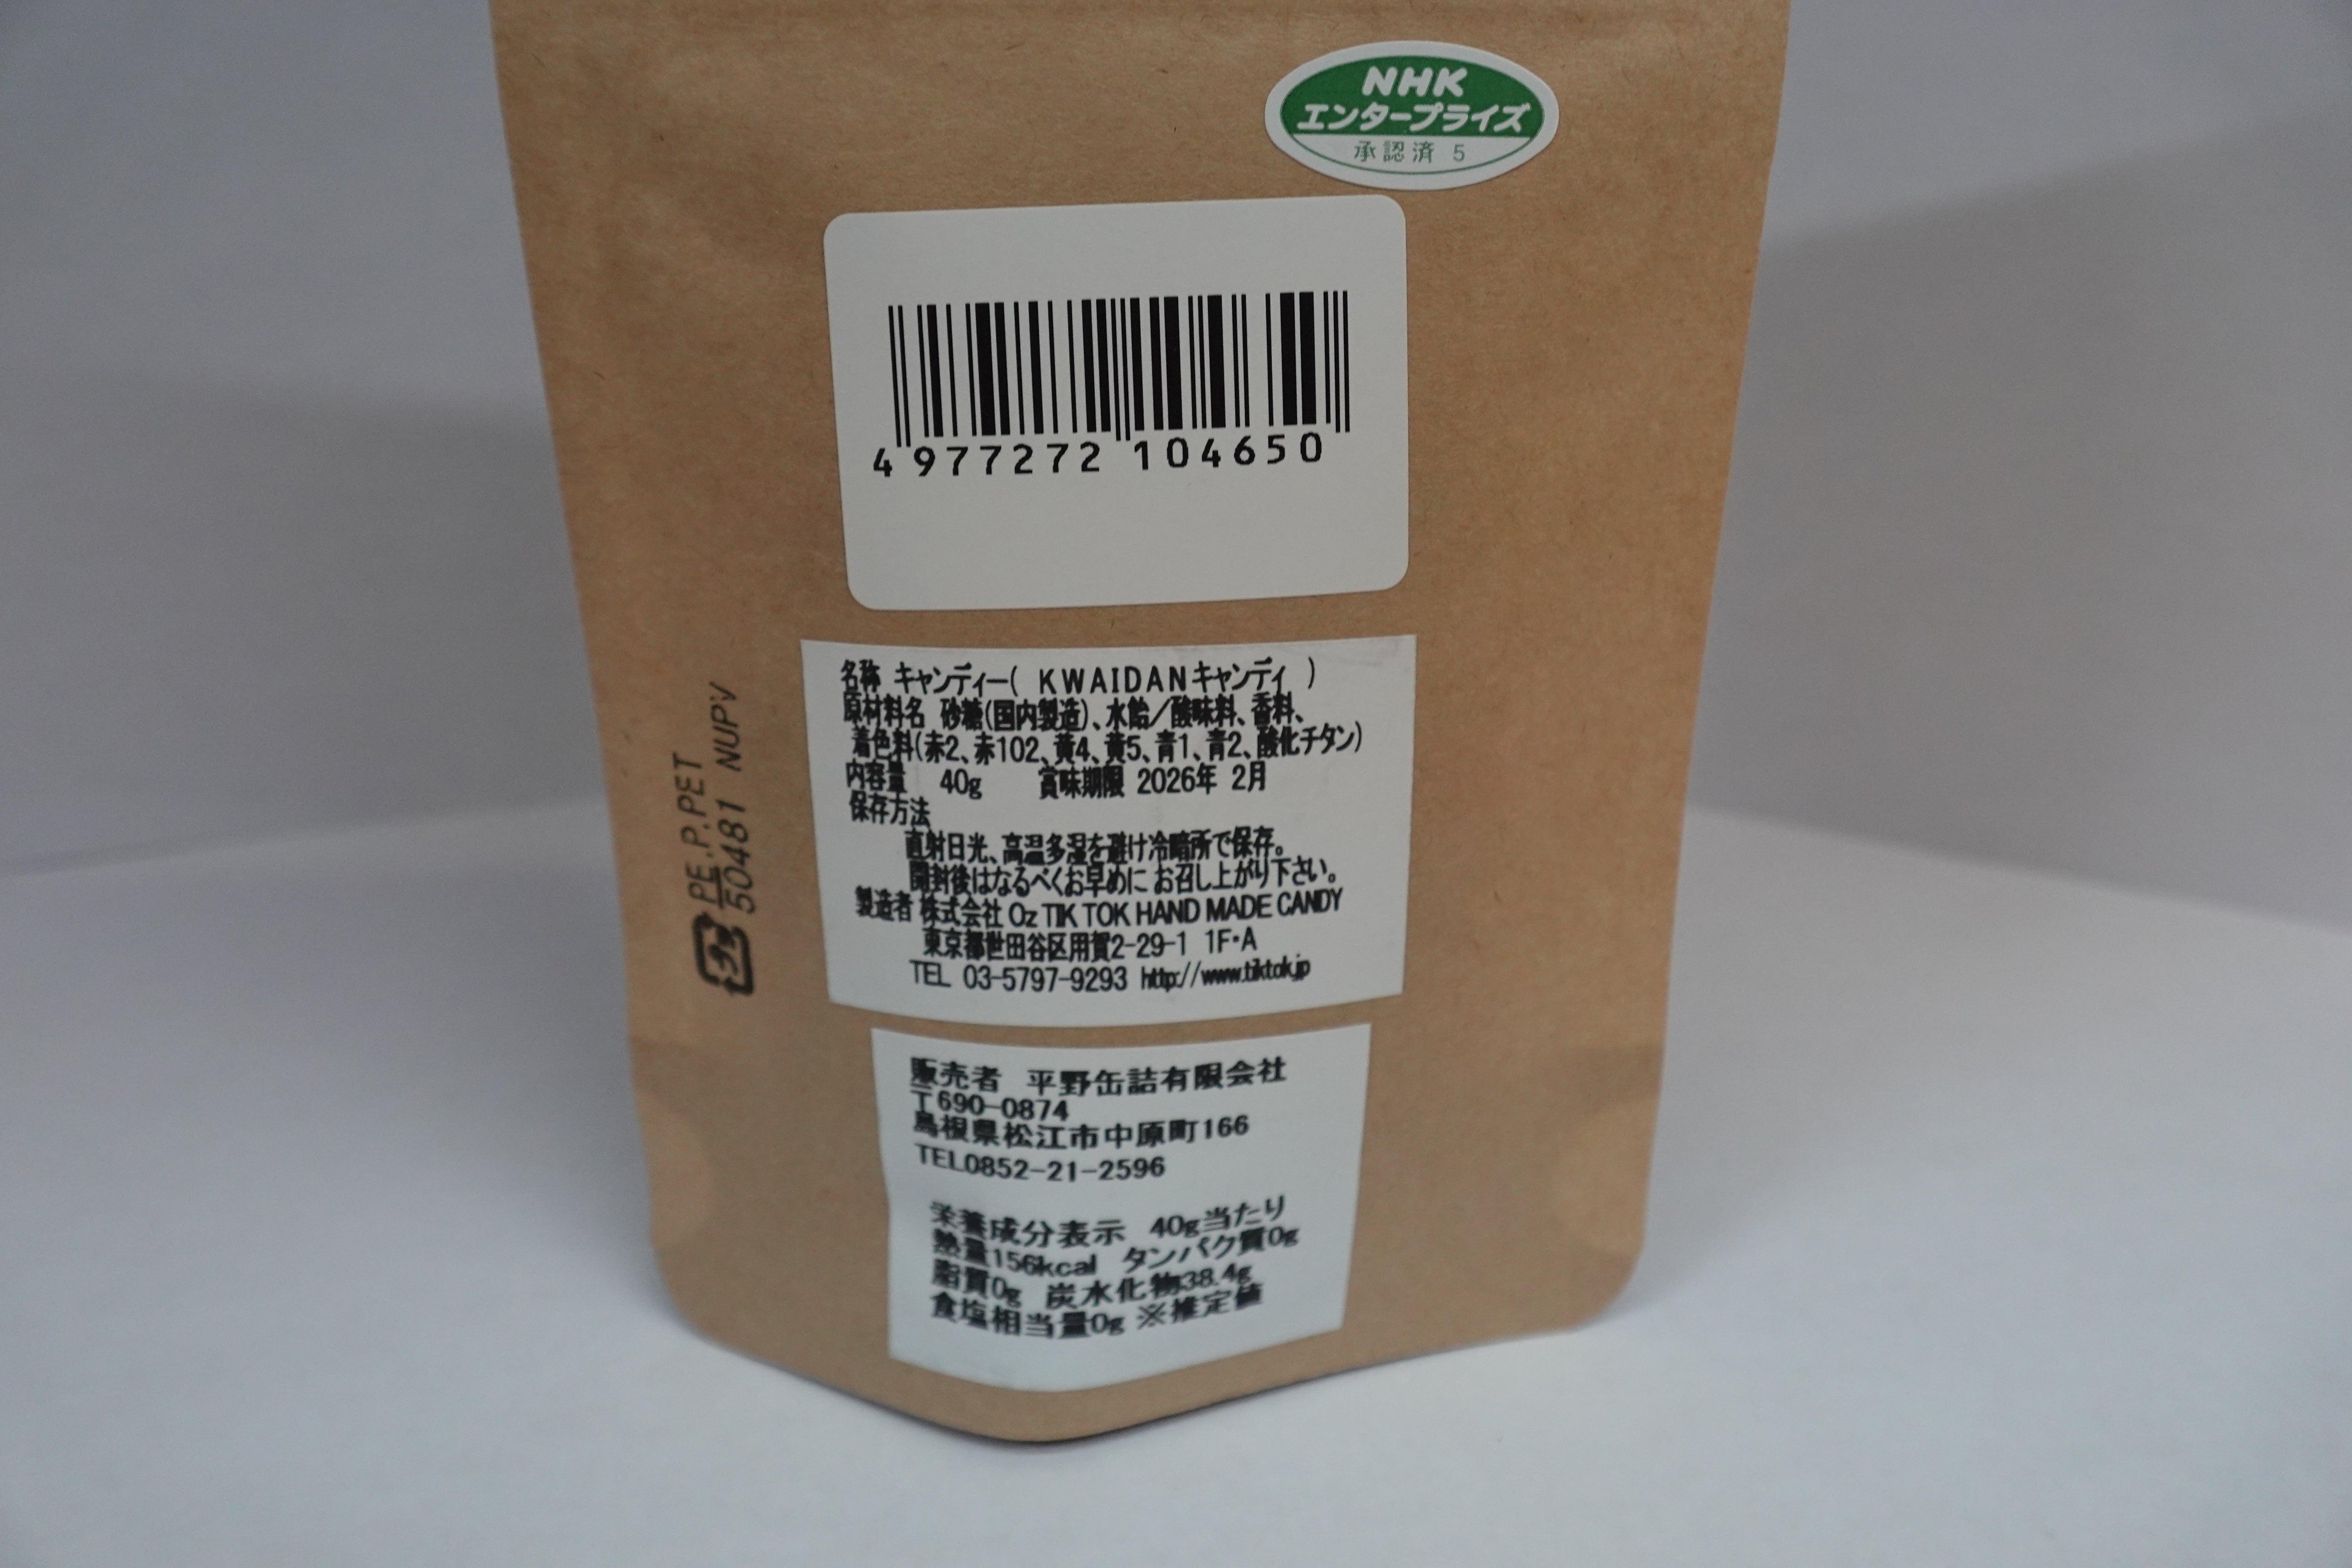 NHK
エンタープライズ
承認済 5
4 977272 104650
名称 キャンディー( KWAIDANキャンディ )
原材料名 砂糖(国内製造)、水飴／酸味料、香料、
着色料(赤2、赤102、黄4、黄5、青1、青2、酸化チタン)
内容量 40g 賞味期限 2026年 2月
保存方法
直射日光、高温多湿を避け冷暗所で保存。
開封後はなるべくお早めに お召し上がり下さい。
製造者 株式会社 Oz TIK TOK HAND MADE CANDY
東京都世田谷区用賀2-29-1 1F・A
TEL 03-5797-9293 http://www.tiktok.jp
PE.P.PET
50481 NUPV
プラ
販売者 平野缶詰有限会社
〒690-0874
島根県松江市中原町166
TEL0852-21-2596
栄養成分表示 40g当たり
熱量156kcal タンパク質0g
脂質0g 炭水化物38.4g
食塩相当量0g ※推定値